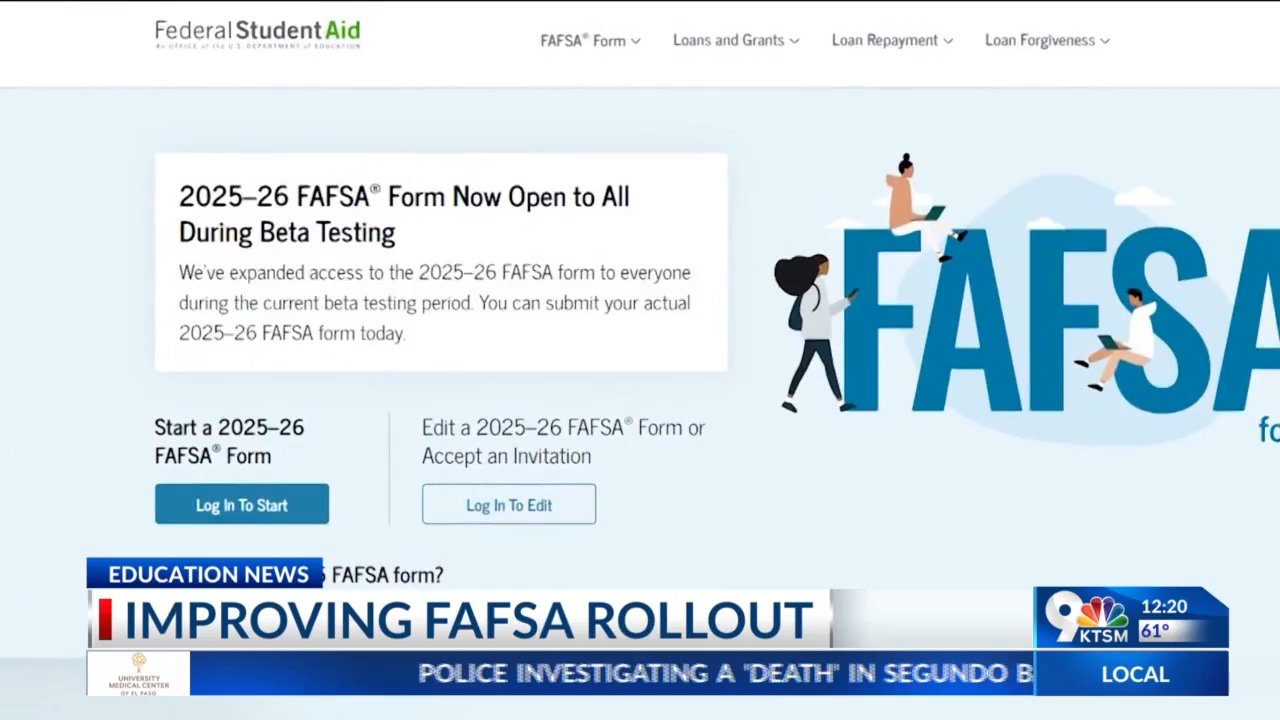 Federal Student Aid
An OFFICE of the U.S. DEPARTMENT of EDUCATION
FAFSA® Form
Loans and Grants
Loan Repayment
Loan Forgiveness
2025–26 FAFSA® Form Now Open to All
During Beta Testing
We've expanded access to the 2025–26 FAFSA form to everyone
during the current beta testing period. You can submit your actual
2025–26 FAFSA form today.
FAFSA
Start a 2025–26
FAFSA® Form
Log In To Start
Edit a 2025–26 FAFSA® Form or
Accept an Invitation
Log In To Edit
FAFSA form?
EDUCATION NEWS
IMPROVING FAFSA ROLLOUT
9 KTSM
12:20
61°
UNIVERSITY
MEDICAL CENTER
OF EL PASO
POLICE INVESTIGATING A "DEATH" IN SEGUNDO B
LOCAL